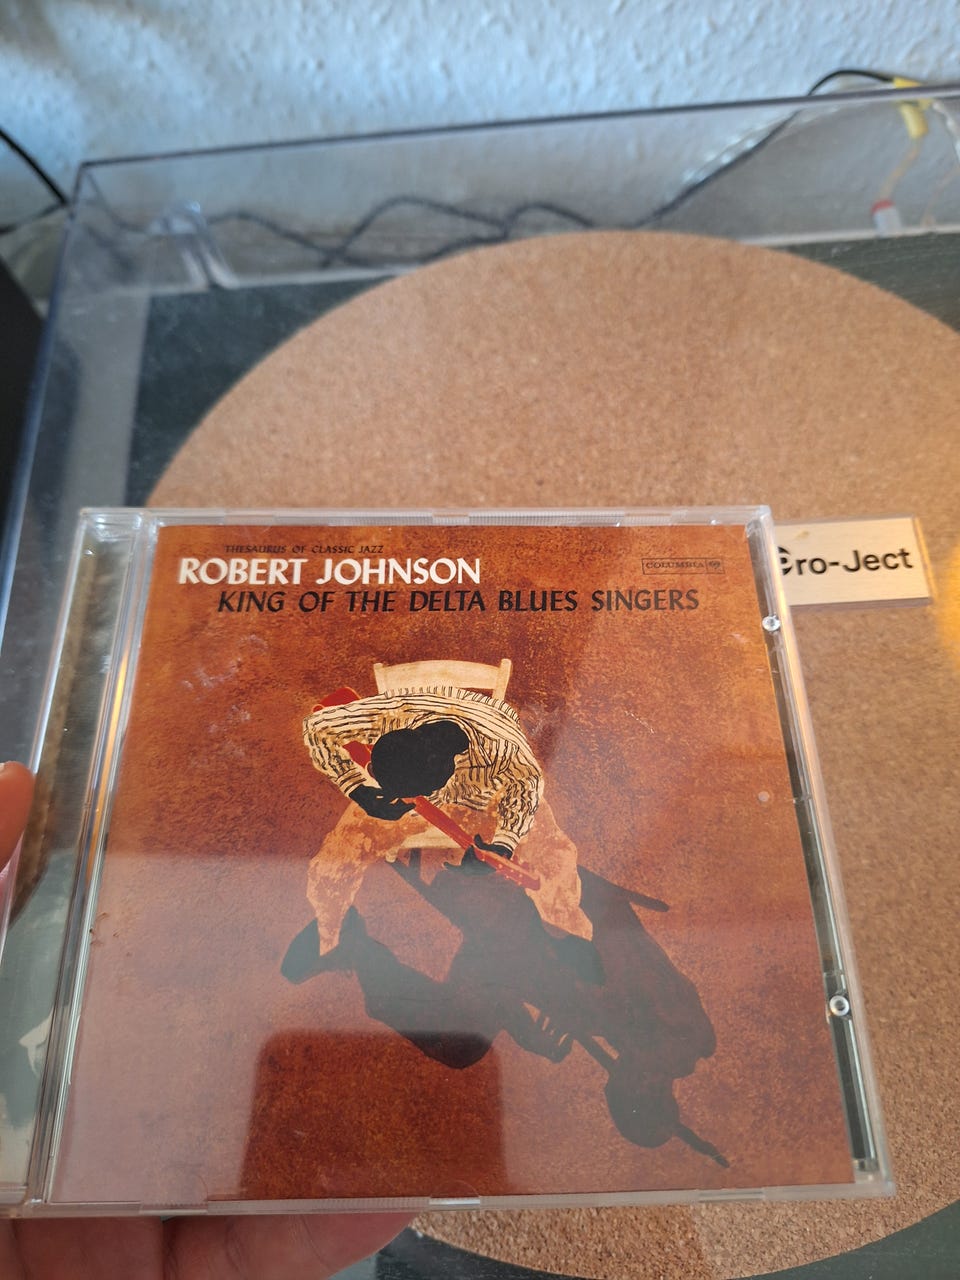 THESAURUS OF CLASSIC JAZZ
ROBERT JOHNSON
COLUMBIA
KING OF THE DELTA BLUES SINGERS
Pro-Ject